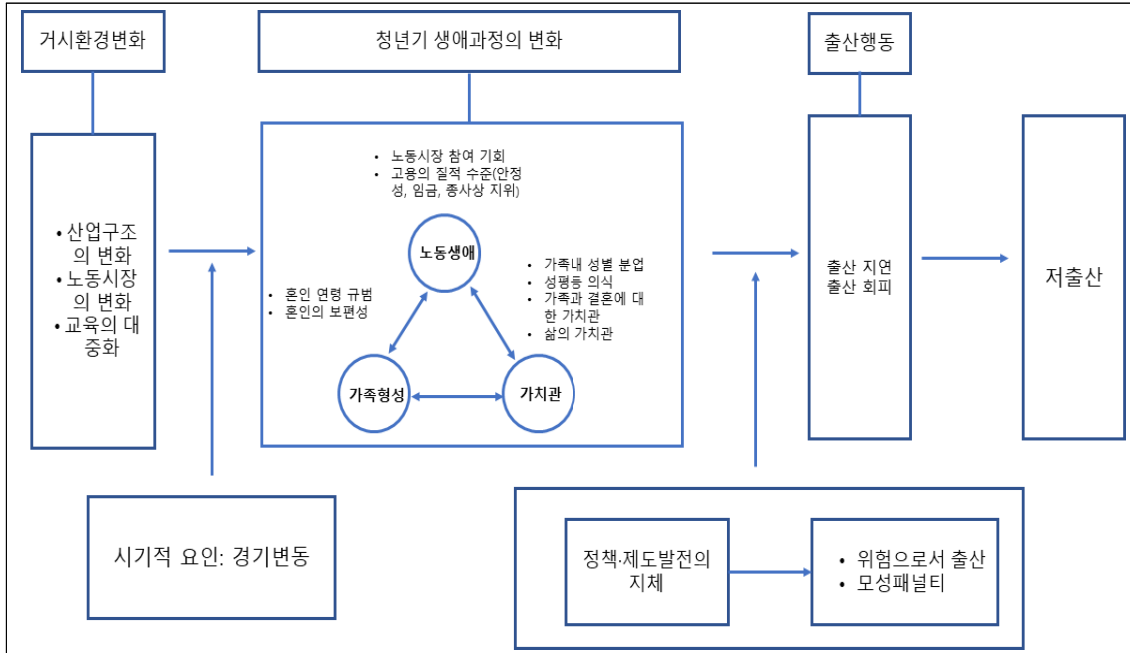 거시환경변화
청년기 생애과정의 변화
출산행동
• 산업구조
의 변화
• 노동시장
의 변화
• 교육의 대
중화
• 노동시장 참여 기회
• 고용의 질적 수준(안정
성, 임금, 종사상 지위)
노동생애
• 혼인 연령 규범
• 혼인의 보편성
• 가족내 성별 분업
• 성평등 의식
• 가족과 결혼에 대
한 가치관
• 삶의 가치관
가족형성
가치관
출산 지연
출산 회피
저출산
시기적 요인: 경기변동
정책·제도발전의
지체
• 위험으로서 출산
• 모성패널티